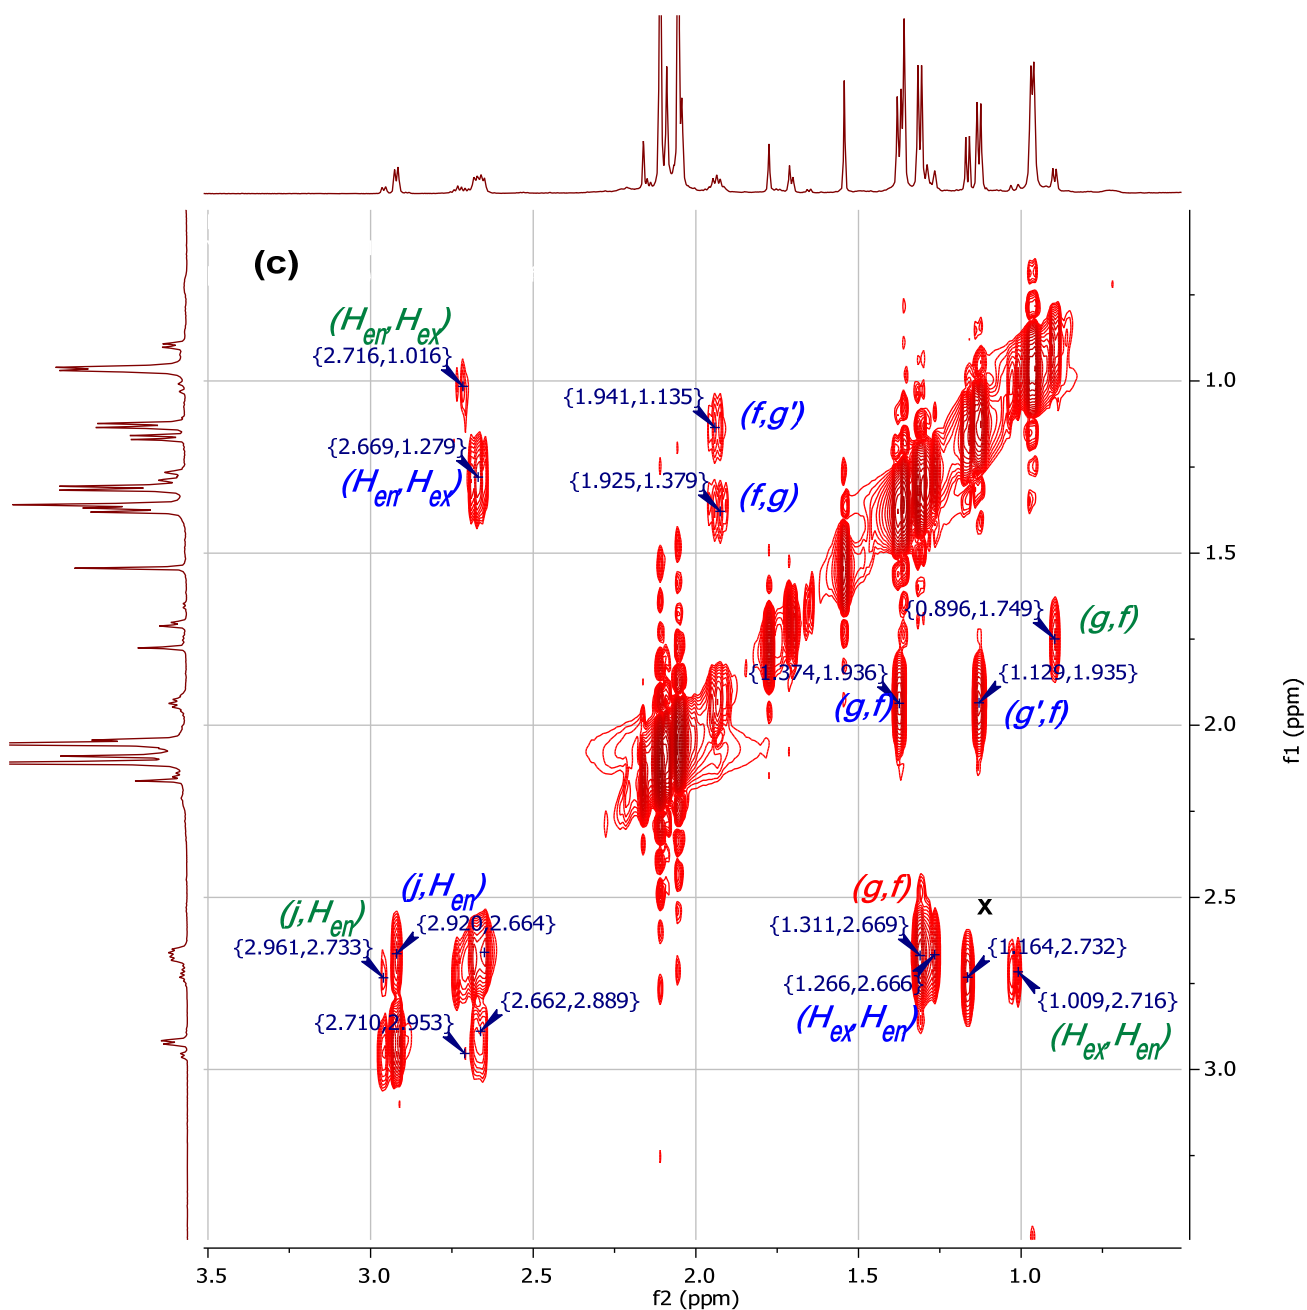 (c)
(Hen, Hex)
{2.716,1.016}
{2.669,1.279}
(Hen, Hex)
{1.941,1.135}
(f,g')
{1.925,1.379}
(f,g)
1.0
1.5
{0.896,1.749}
(g,f)
{1.374,1.936}
(g,f)
{1.129,1.935}
(g',f)
2.0
f1 (ppm)
(j,Hen)
(j,Hen)
{2.920,2.664}
{2.961,2.733}
{2.710,2.953}
{2.662,2.889}
(g,f)
x
2.5
{1.311,2.669}
{1.164,2.732}
{1.266,2.666}
{1.009,2.716}
(Hex, Hen)
(Hex, Hen)
3.0
3.5 3.0 2.5 2.0 1.5 1.0
f2 (ppm)